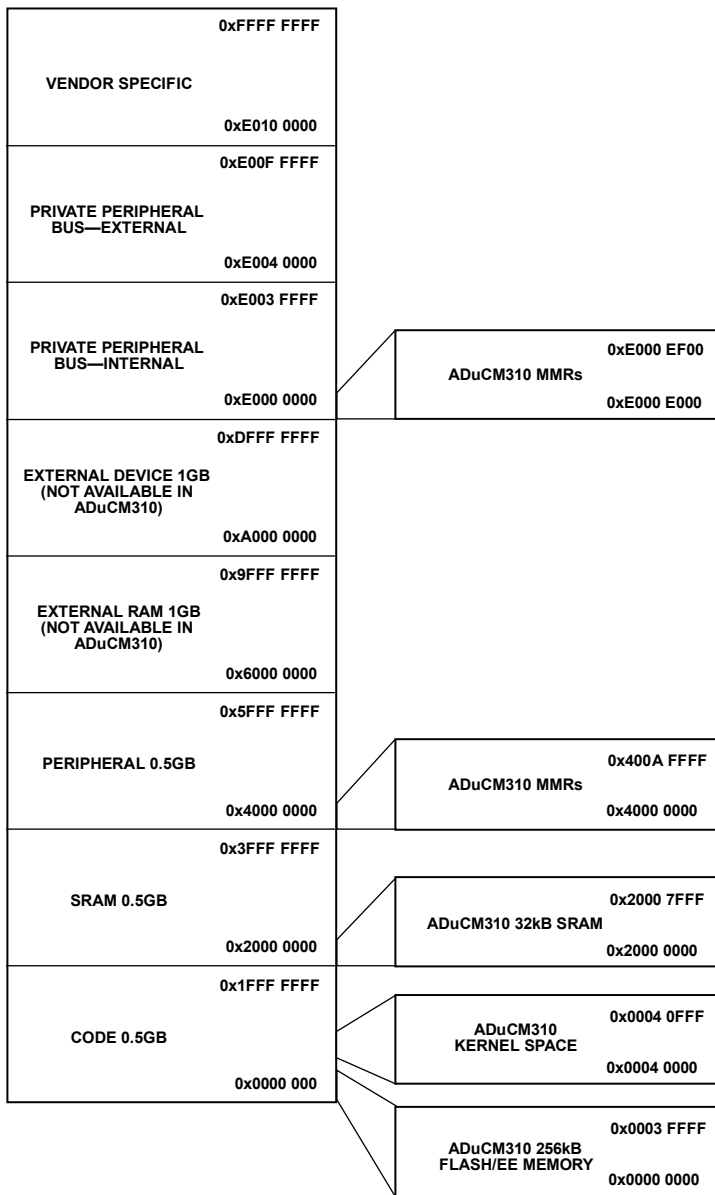 0xFFFF FFFF
VENDOR SPECIFIC
0xE010 0000
0xE00F FFFF
PRIVATE PERIPHERAL
BUS—EXTERNAL
0xE004 0000
0xE003 FFFF
PRIVATE PERIPHERAL
BUS—INTERNAL
0xE000 0000
0xE000 EF00
ADuCM310 MMRs
0xE000 E000
0xDFFF FFFF
EXTERNAL DEVICE 1GB
(NOT AVAILABLE IN
ADuCM310)
0xA000 0000
0x9FFF FFFF
EXTERNAL RAM 1GB
(NOT AVAILABLE IN
ADuCM310)
0x6000 0000
0x5FFF FFFF
PERIPHERAL 0.5GB
0x4000 0000
0x400A FFFF
ADuCM310 MMRs
0x4000 0000
0x3FFF FFFF
SRAM 0.5GB
0x2000 0000
0x2000 7FFF
ADuCM310 32kB SRAM
0x2000 0000
0x1FFF FFFF
CODE 0.5GB
0x0000 000
0x0004 0FFF
ADuCM310
KERNEL SPACE
0x0004 0000
0x0003 FFFF
ADuCM310 256kB
FLASH/EE MEMORY
0x0000 0000